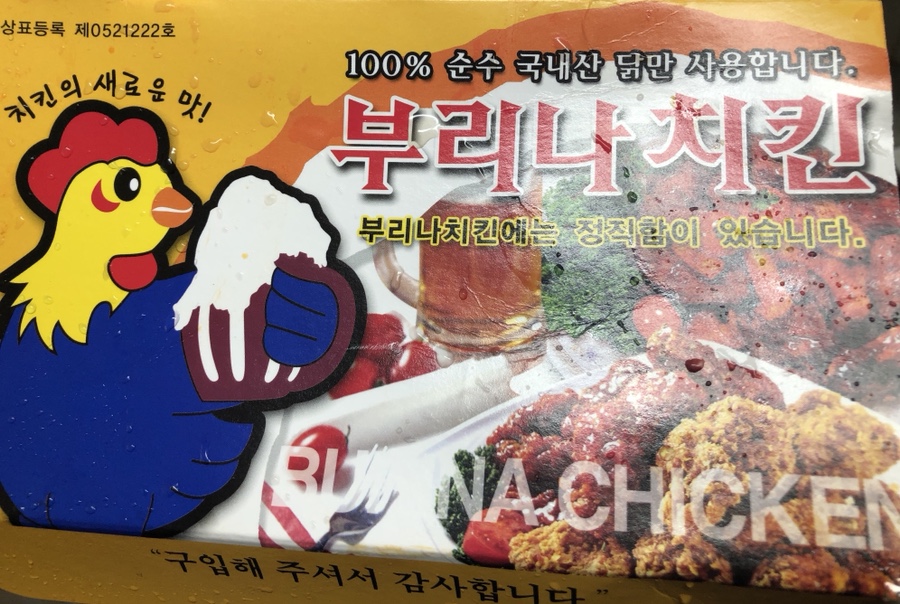 상표등록 제0521222호
치킨의 새로운 맛!
100% 순수 국내산 닭만 사용합니다.
부리나치킨
부리나치킨에는 정직함이 있습니다.
CHICKEN
“구입해 주셔서 감사합니다.”